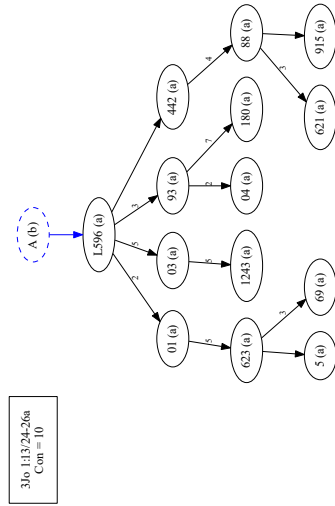 3Jo 1:13/24-26a
Con = 10
A (b)
L596 (a)
2
5
3
01 (a)
03 (a)
93 (a)
442 (a)
5
5
2
7
4
623 (a)
1243 (a)
04 (a)
180 (a)
88 (a)
3
3
5 (a)
69 (a)
621 (a)
915 (a)